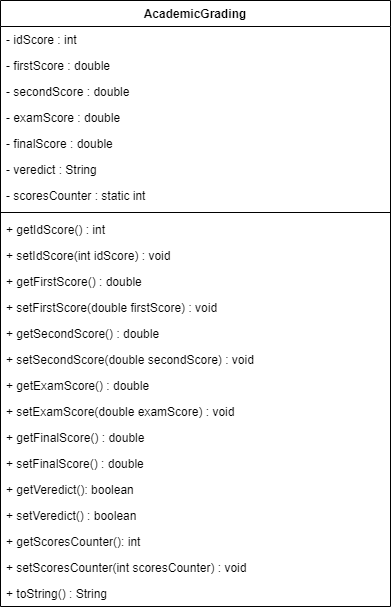 AcademicGrading
- idScore : int
- firstScore : double
- secondScore : double
- examScore : double
- finalScore : double
- veredict : String
- scoresCounter : static int
+ getIdScore() : int
+ setIdScore(int idScore) : void
+ getFirstScore() : double
+ setFirstScore(double firstScore) : void
+ getSecondScore() : double
+ setSecondScore(double secondScore) : void
+ getExamScore() : double
+ setExamScore(double examScore) : void
+ getFinalScore() : double
+ setFinalScore() : double
+ getVeredict(): boolean
+ setVeredict() : boolean
+ getScoresCounter(): int
+ setScoresCounter(int scoresCounter) : void
+ toString() : String